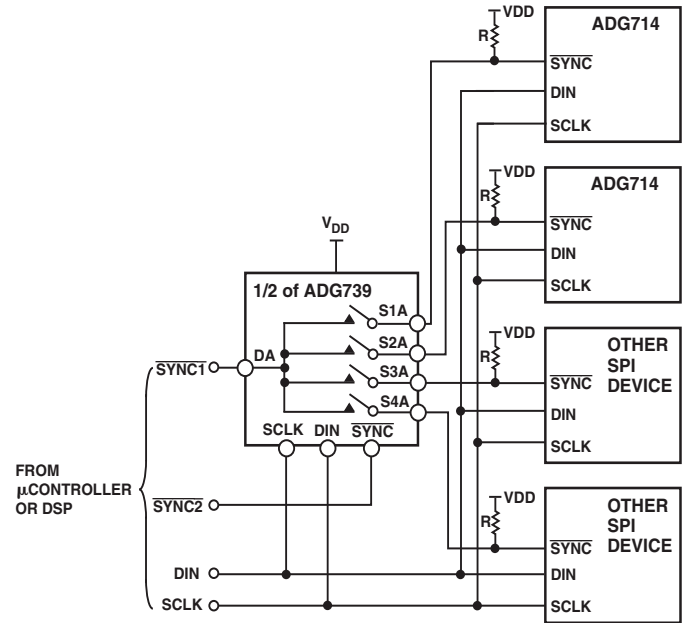 VDD
R
ADG714
SYNC
DIN
SCLK
VDD
R
ADG714
SYNC
DIN
SCLK
VDD
1/2 of ADG739
S1A
S2A
S3A
S4A
DA
SCLK DIN SYNC
SYNC1
SYNC2
DIN
SCLK
FROM
μCONTROLLER
OR DSP
VDD
R
OTHER
SPI
DEVICE
SYNC
DIN
SCLK
VDD
R
OTHER
SPI
DEVICE
SYNC
DIN
SCLK